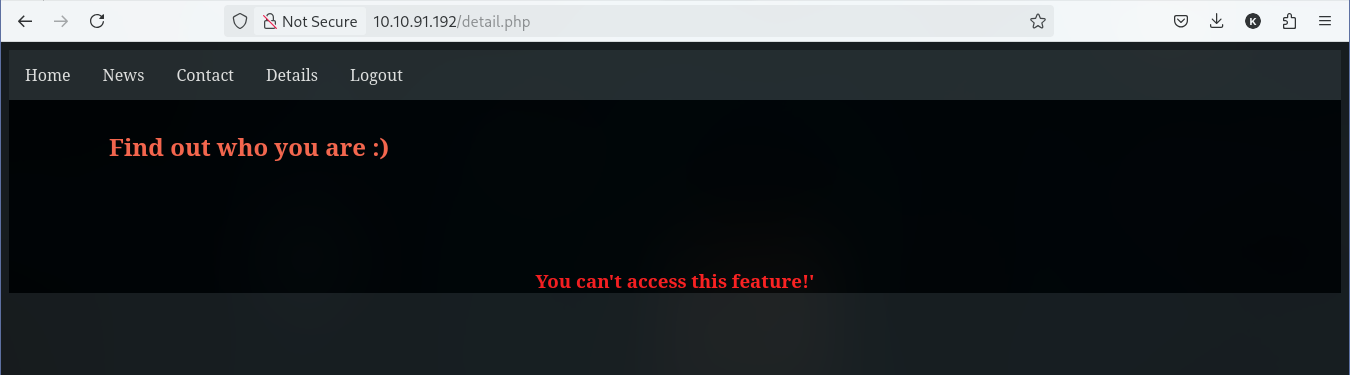 Not Secure 10.10.91.192/detail.php
K
Home News Contact Details Logout
Find out who you are :)
You can't access this feature!'